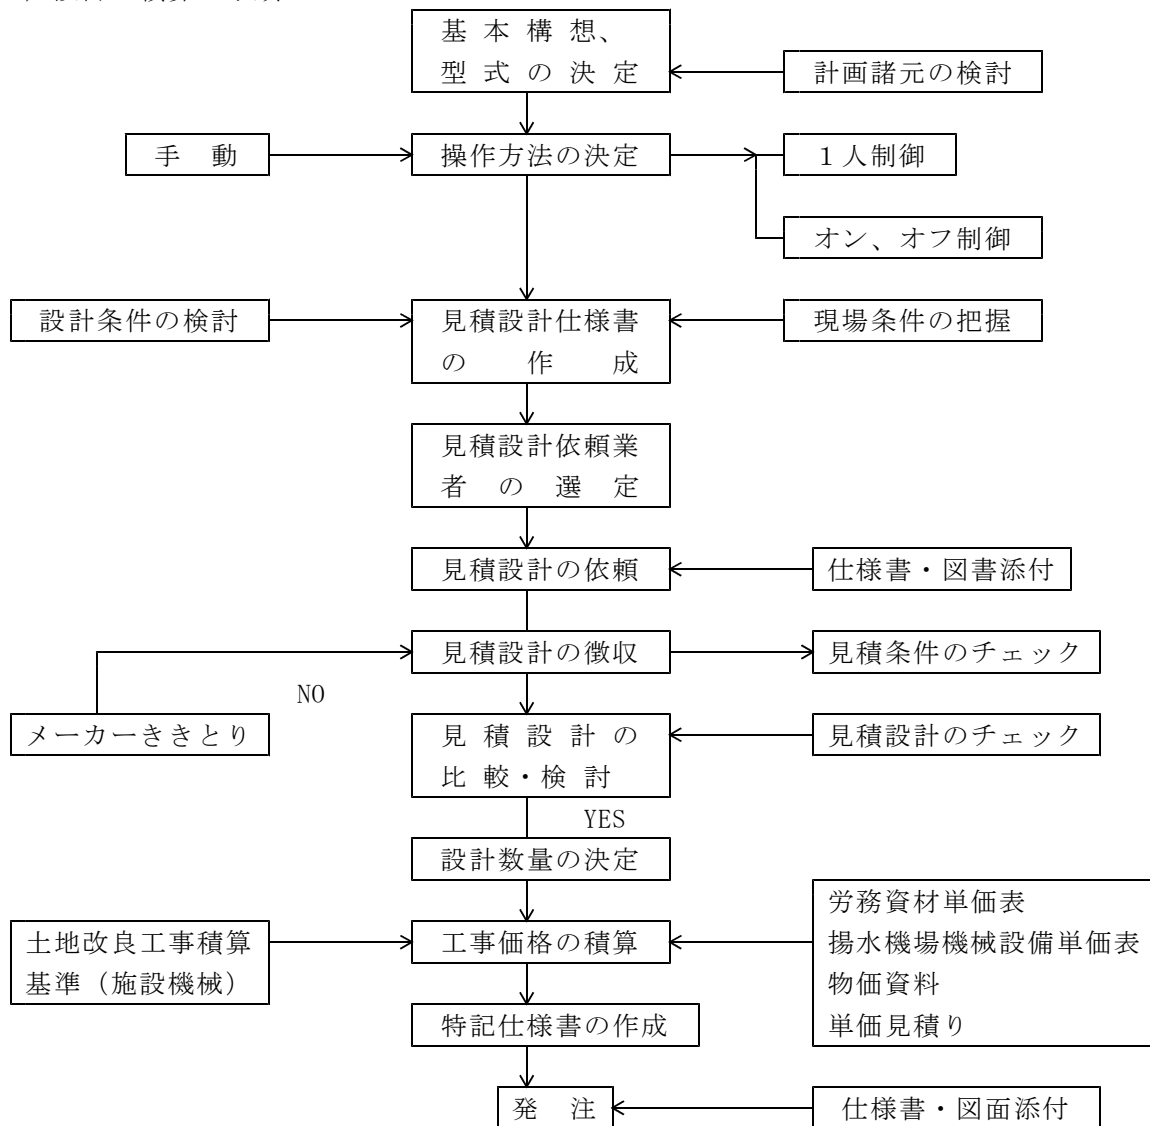 基本構想、
型式の決定
計画諸元の検討
手　動
操作方法の決定
１人制御
オン、オフ制御
設計条件の検討
見積設計仕様書
の作成
現場条件の把握
見積設計依頼業
者の選定
見積設計の依頼
仕様書・図書添付
見積設計の徴収
見積条件のチェック
NO
メーカーききとり
見積設計の
比較・検討
見積設計のチェック
YES
設計数量の決定
土地改良工事積算
基準（施設機械）
工事価格の積算
労務資材単価表
揚水機場機械設備単価表
物価資料
単価見積り
特記仕様書の作成
発　注
仕様書・図面添付